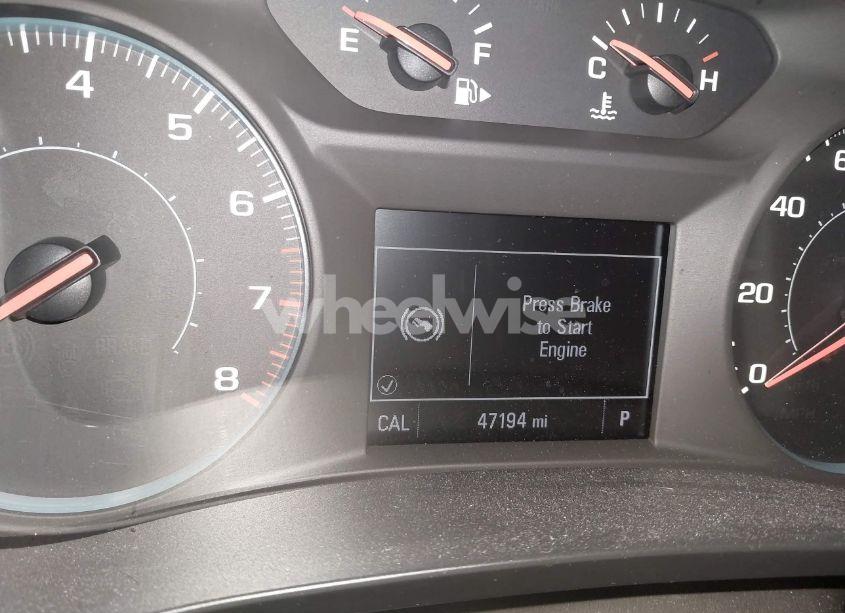 E
F
C
H
4
5
6
7
8
40
20
0
wheelwise
Press Brake
to Start
Engine
CAL
47194 mi
P